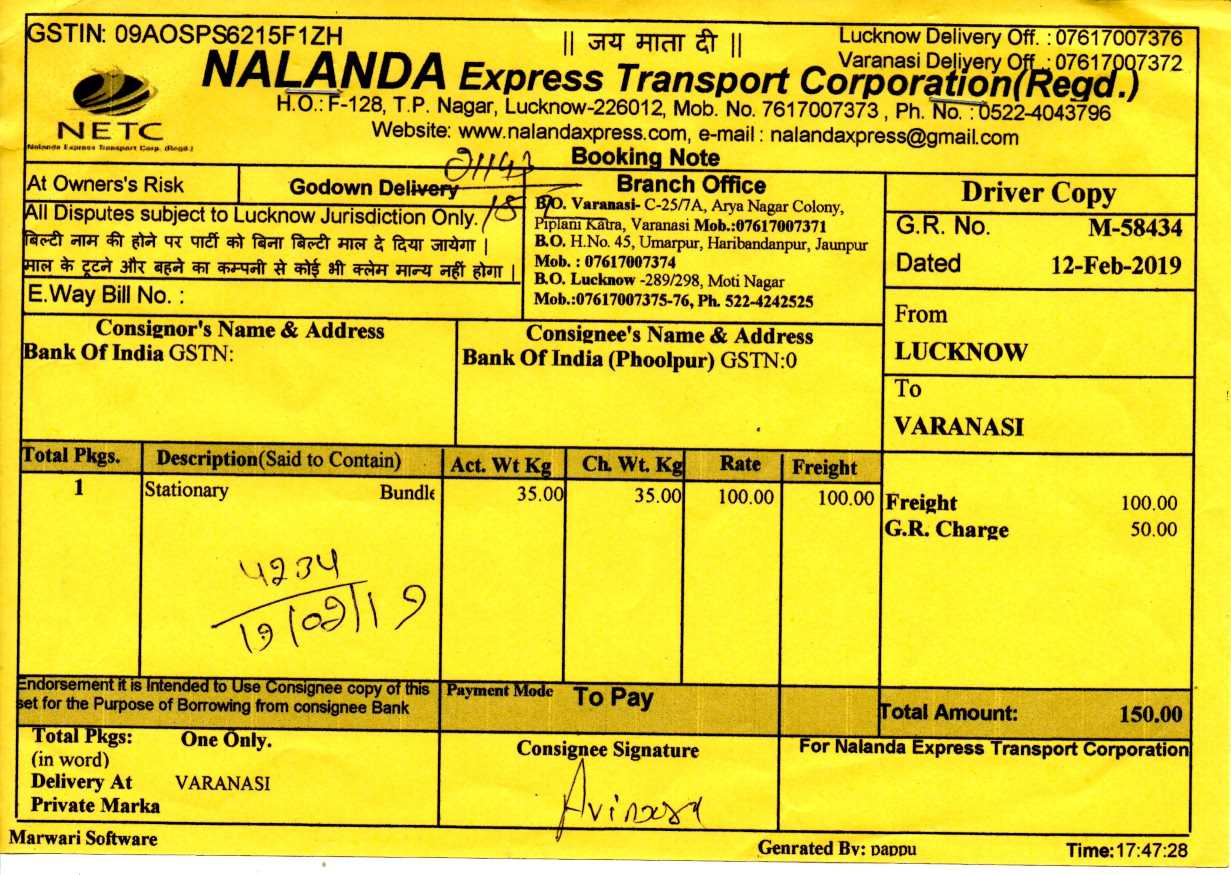 GSTIN: 09AOSPS6215F1ZH
|| जय माता दी ||
Lucknow Delivery Off. : 07617007376
Varanasi Delivery Off. : 07617007372
NALANDA Express Transport Corporation(Regd.)
H.O.: F-128, T.P. Nagar, Lucknow-226012, Mob. No. 7617007373 , Ph. No. : 0522-4043796
Website: www.nalandaxpress.com, e-mail : nalandaxpress@gmail.com
NETC
Nalanda Express Transport Corp. (Regd.)
Booking Note
At Owners's Risk
Godown Delivery
All Disputes subject to Lucknow Jurisdiction Only.
बिल्टी नाम की होने पर पार्टी को बिना बिल्टी माल दे दिया जायेगा |
माल के टूटने और बहने का कम्पनी से कोई भी क्लेम मान्य नहीं होगा |
E.Way Bill No. :
Branch Office
B.O. Varanasi- C-25/7A, Arya Nagar Colony,
Piplani Katra, Varanasi Mob.:07617007371
B.O. H.No. 45, Umarpur, Haribandanpur, Jaunpur
Mob. : 07617007374
B.O. Lucknow -289/298, Moti Nagar
Mob.:07617007375-76, Ph. 522-4242525
Driver Copy
G.R. No. M-58434
Dated 12-Feb-2019
From
LUCKNOW
To
VARANASI
Consignor's Name & Address
Bank Of India GSTN:
Consignee's Name & Address
Bank Of India (Phoolpur) GSTN:0
Total Pkgs. Description(Said to Contain) Act. Wt Kg Ch. Wt. Kg Rate Freight
1 Stationary Bundle 35.00 35.00 100.00 100.00
Freight 100.00
G.R. Charge 50.00
4234
19/02/19
Endorsement it is Intended to Use Consignee copy of this
set for the Purpose of Borrowing from consignee Bank
Payment Mode To Pay
Total Amount: 150.00
Total Pkgs: One Only.
(in word)
Delivery At VARANASI
Private Marka
Consignee Signature
For Nalanda Express Transport Corporation
Marwari Software
Genrated By: pappu
Time:17:47:28